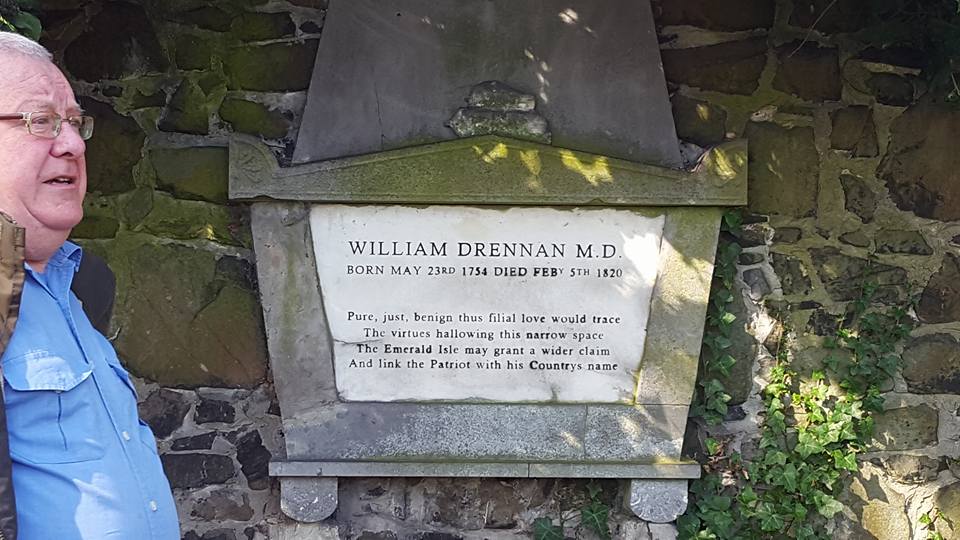 WILLIAM DRENNAN M.D.
BORN MAY 23RD 1754 DIED FEBY 5TH 1820
Pure, just, benign thus filial love would trace
The virtues hallowing this narrow space
The Emerald Isle may grant a wider claim
And link the Patriot with his Countrys name